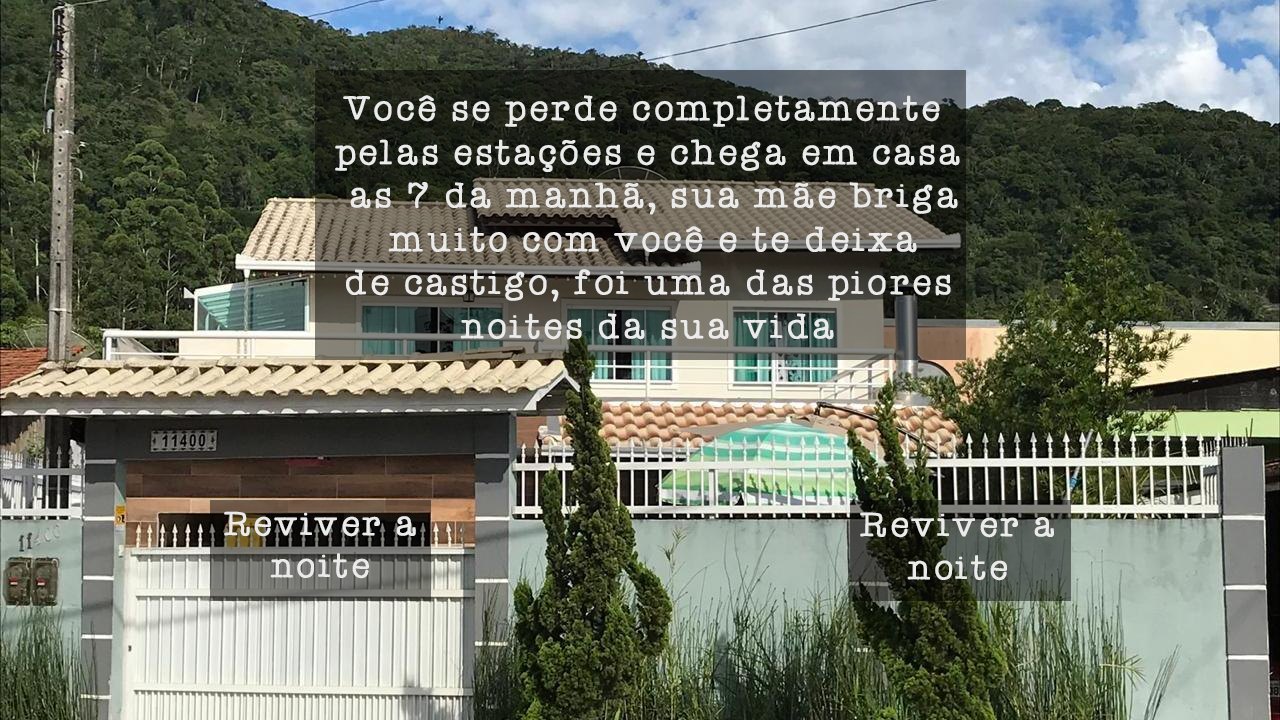 Você se perde completamente
pelas estações e chega em casa
as 7 da manhã, sua mãe briga
muito com você e te deixa
de castigo, foi uma das piores
noites da sua vida
11400
Reviver a
noite
Reviver a
noite